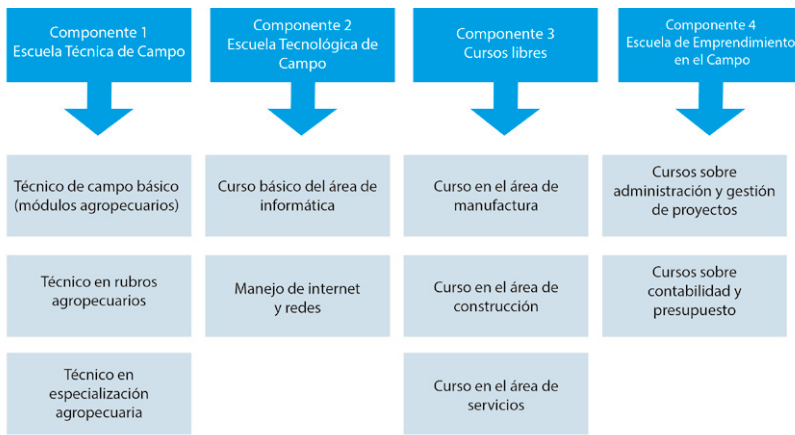 Componente 1
Escuela Técnica de Campo
Componente 2
Escuela Tecnológica de
Campo
Componente 3
Cursos libres
Componente 4
Escuela de Emprendimiento
en el Campo
Técnico de campo básico
(módulos agropecuarios)
Curso básico del área de
informática
Curso en el área de
manufactura
Cursos sobre
administración y gestión
de proyectos
Técnico en rubros
agropecuarios
Manejo de internet
y redes
Curso en el área de
construcción
Cursos sobre
contabilidad y
presupuesto
Técnico en
especialización
agropecuaria
Curso en el área de
servicios